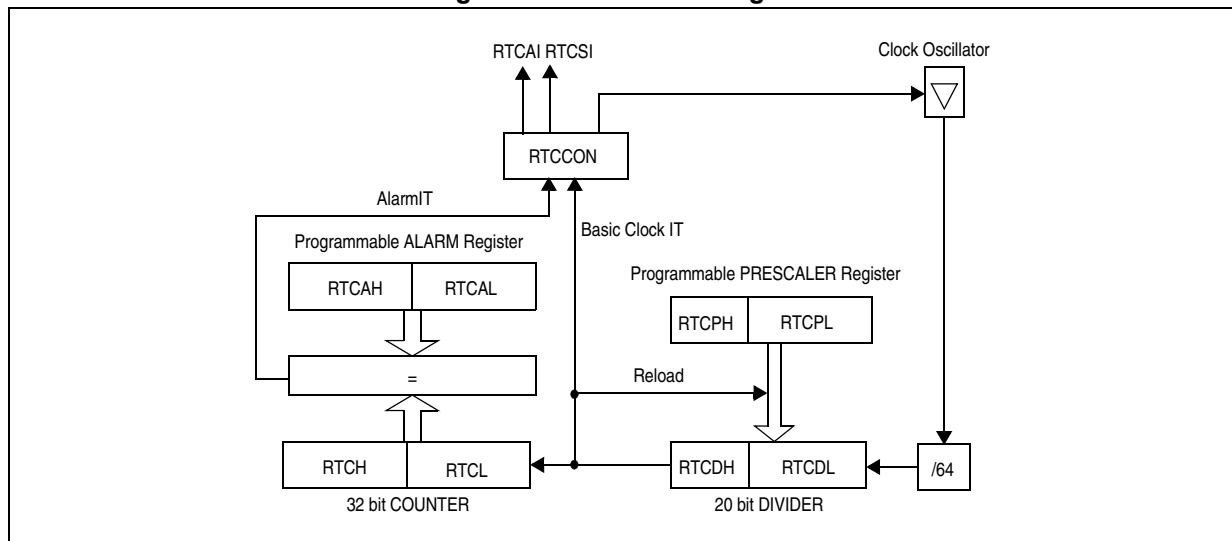 RTCAI RTCSI
Clock Oscillator
RTCCON
AlarmIT
Basic Clock IT
Programmable ALARM Register
Programmable PRESCALER Register
RTCAH RTCAL
RTCPH RTCPL
=
Reload
RTCH RTCL
RTCDH RTCDL
/64
32 bit COUNTER
20 bit DIVIDER